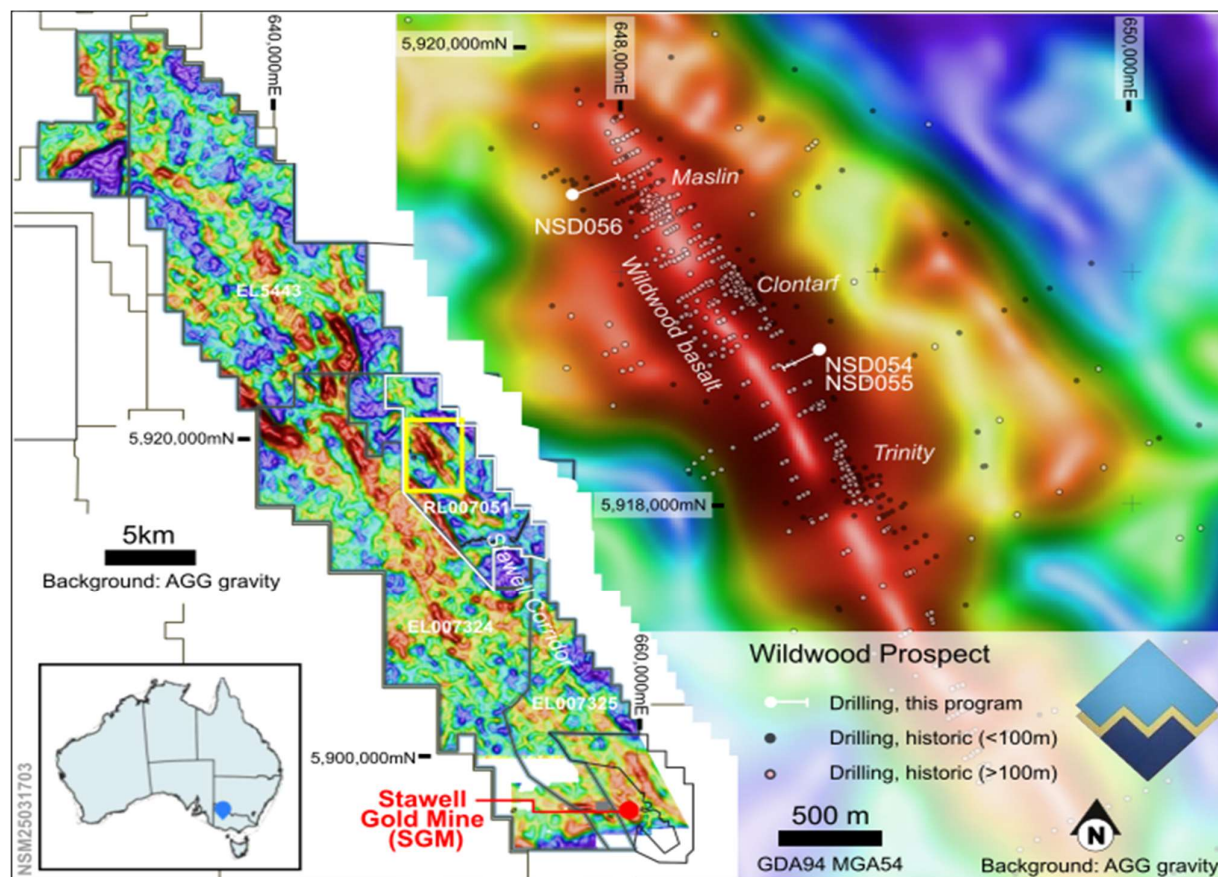 640,000mE
5,920,000mN
648,00mE
650,000mE
Maslin
NSD056
Wildwood basalt
Clontarf
NSD054
NSD055
Trinity
5,918,000mN
EL5443
5,920,000mN
RL007051
Stawell Corridor
5km
Background: AGG gravity
EL007324
660,000mE
EL007325
5,900,000mN
Stawell
Gold Mine
(SGM)
NSM25031703
Wildwood Prospect
Drilling, this program
Drilling, historic (<100m)
Drilling, historic (>100m)
500 m
GDA94 MGA54
N
Background: AGG gravity